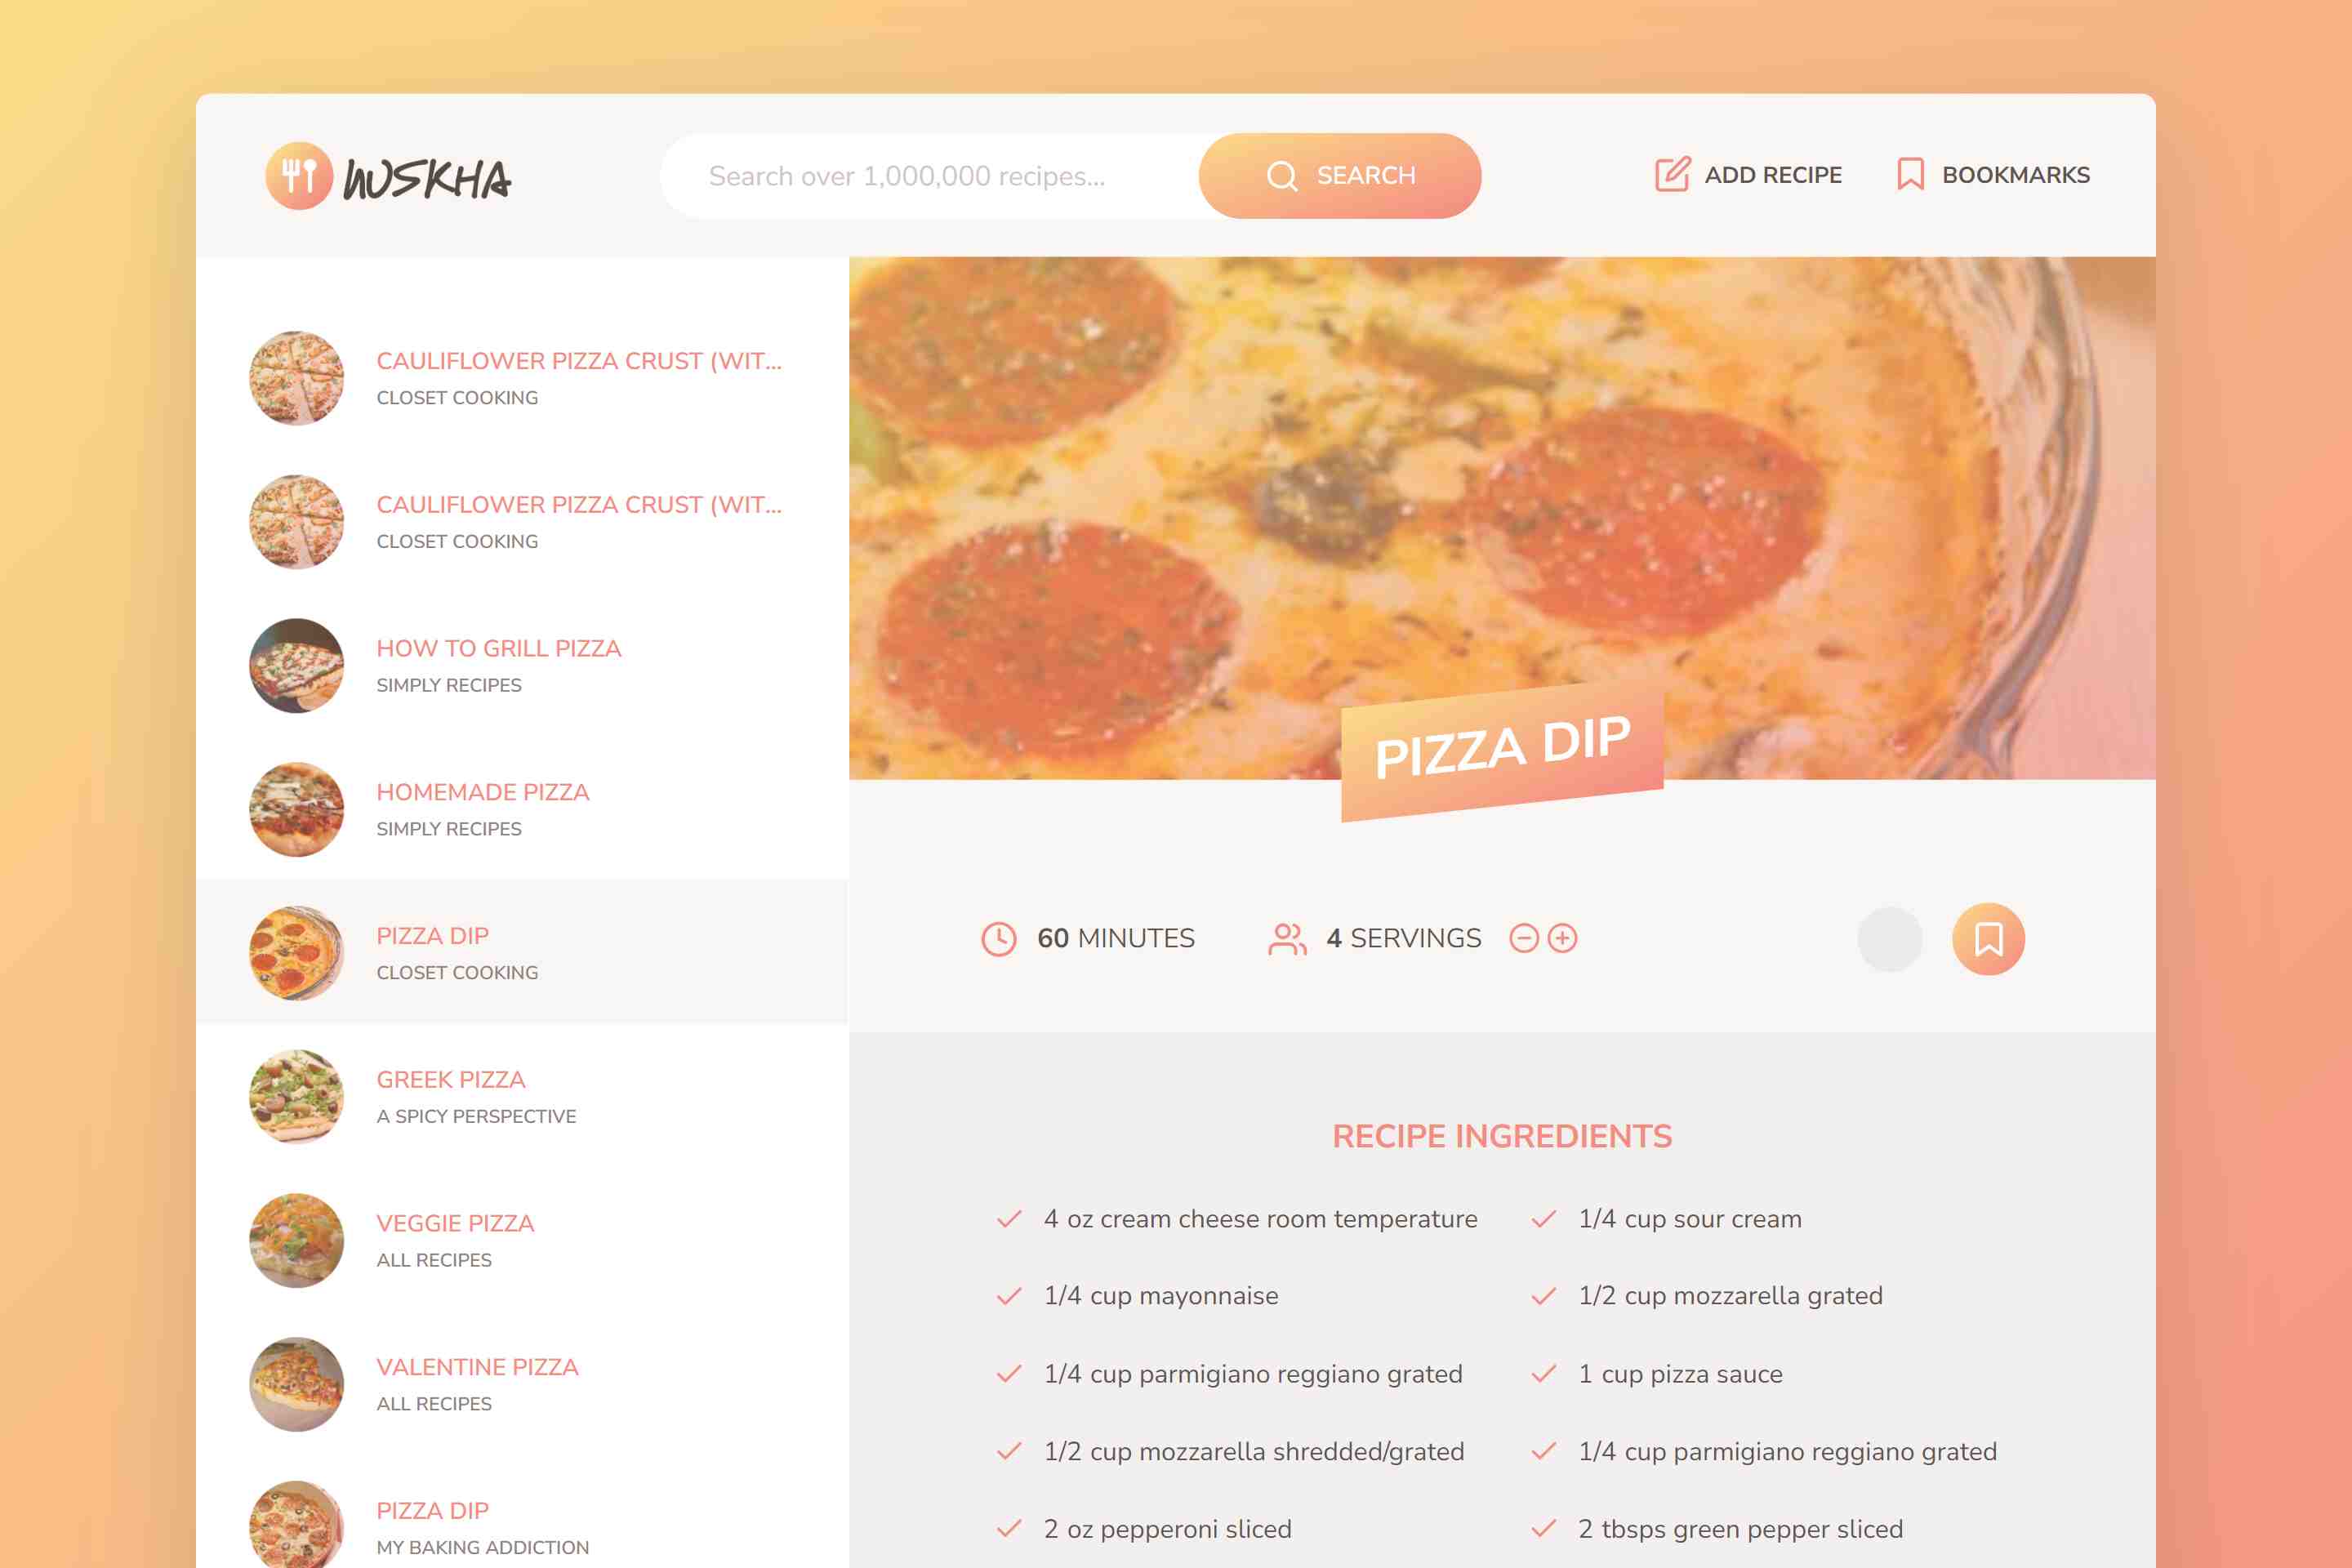 NUSKHA
Search over 1,000,000 recipes...
SEARCH
ADD RECIPE
BOOKMARKS
CAULIFLOWER PIZZA CRUST (WIT...
CLOSET COOKING
CAULIFLOWER PIZZA CRUST (WIT...
CLOSET COOKING
HOW TO GRILL PIZZA
SIMPLY RECIPES
HOMEMADE PIZZA
SIMPLY RECIPES
PIZZA DIP
CLOSET COOKING
GREEK PIZZA
A SPICY PERSPECTIVE
VEGGIE PIZZA
ALL RECIPES
VALENTINE PIZZA
ALL RECIPES
PIZZA DIP
MY BAKING ADDICTION
PIZZA DIP
60 MINUTES
4 SERVINGS
RECIPE INGREDIENTS
4 oz cream cheese room temperature
1/4 cup sour cream
1/4 cup mayonnaise
1/2 cup mozzarella grated
1/4 cup parmigiano reggiano grated
1 cup pizza sauce
1/2 cup mozzarella shredded/grated
1/4 cup parmigiano reggiano grated
2 oz pepperoni sliced
2 tbsps green pepper sliced